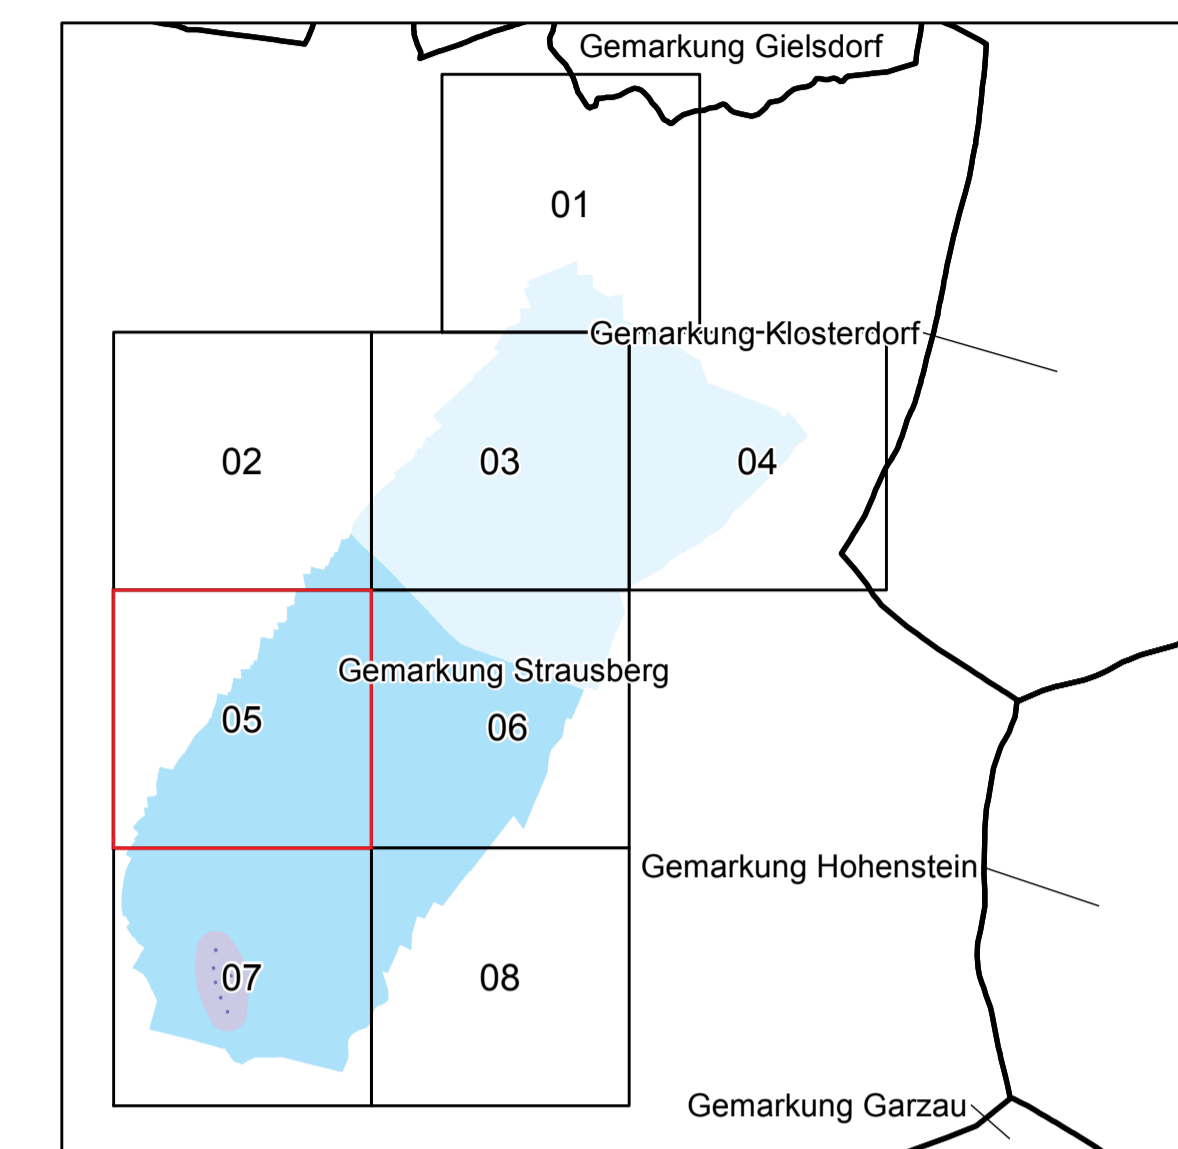 Gemarkung Gielsdorf
01
Gemarkung Klosterdorf
02
03
04
Gemarkung Strausberg
05
06
Gemarkung Hohenstein
07
08
Gemarkung Garzau